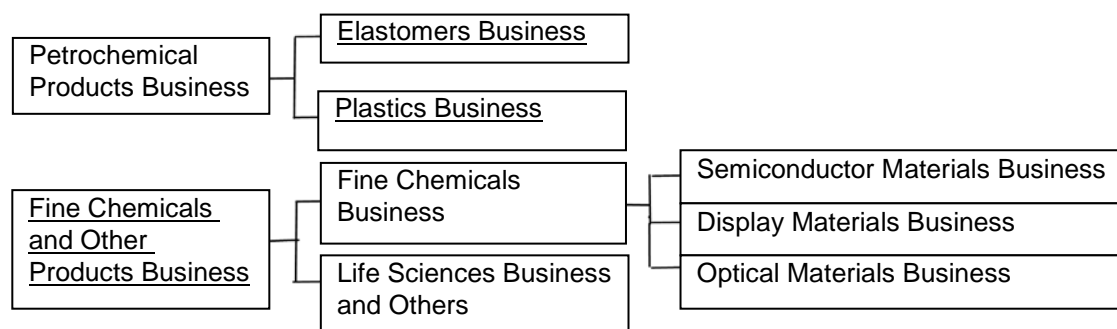 Petrochemical
Products Business
Elastomers Business
Plastics Business
Fine Chemicals
and Other
Products Business
Fine Chemicals
Business
Life Sciences Business
and Others
Semiconductor Materials Business
Display Materials Business
Optical Materials Business